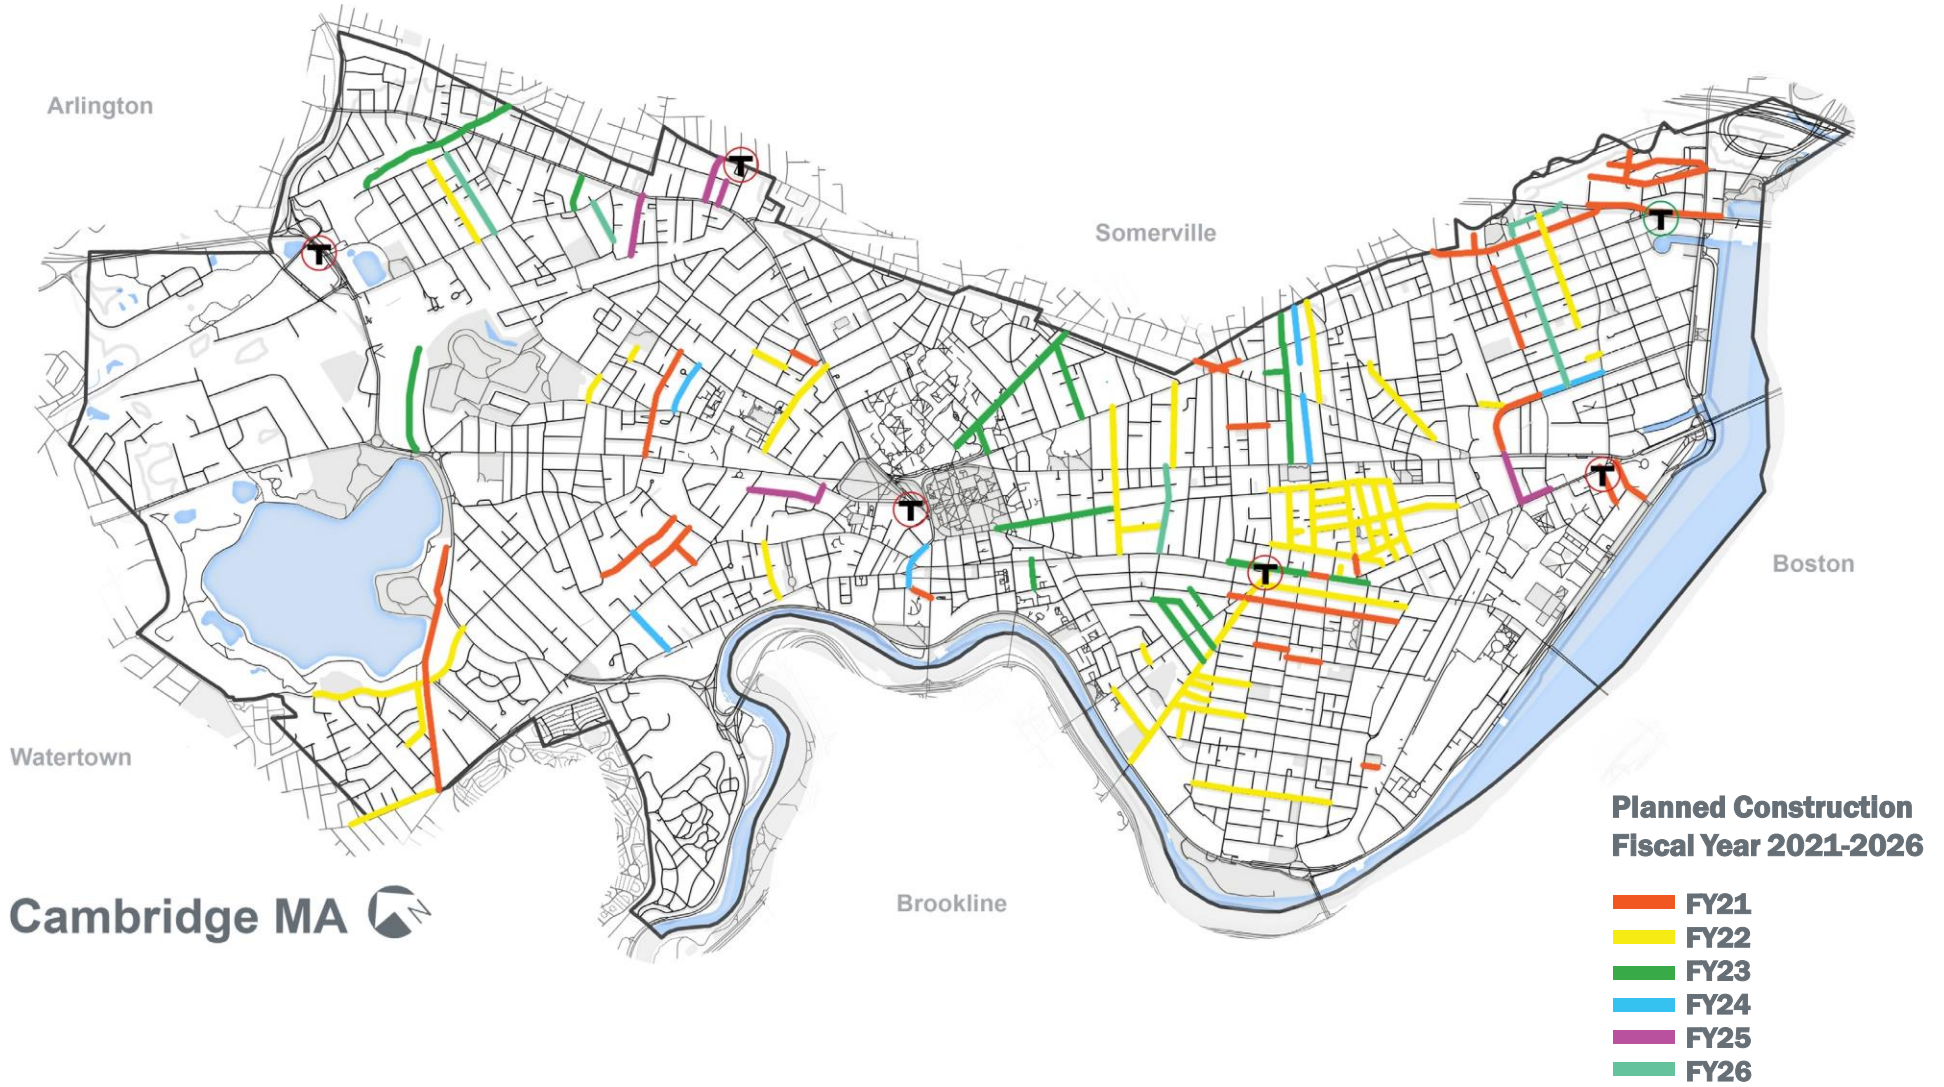 Arlington
Somerville
Boston
Watertown
Planned Construction
Fiscal Year 2021-2026
Brookline
Cambridge MA
N
T
T
T
T
T
T
FY21
FY22
FY23
FY24
FY25
FY26